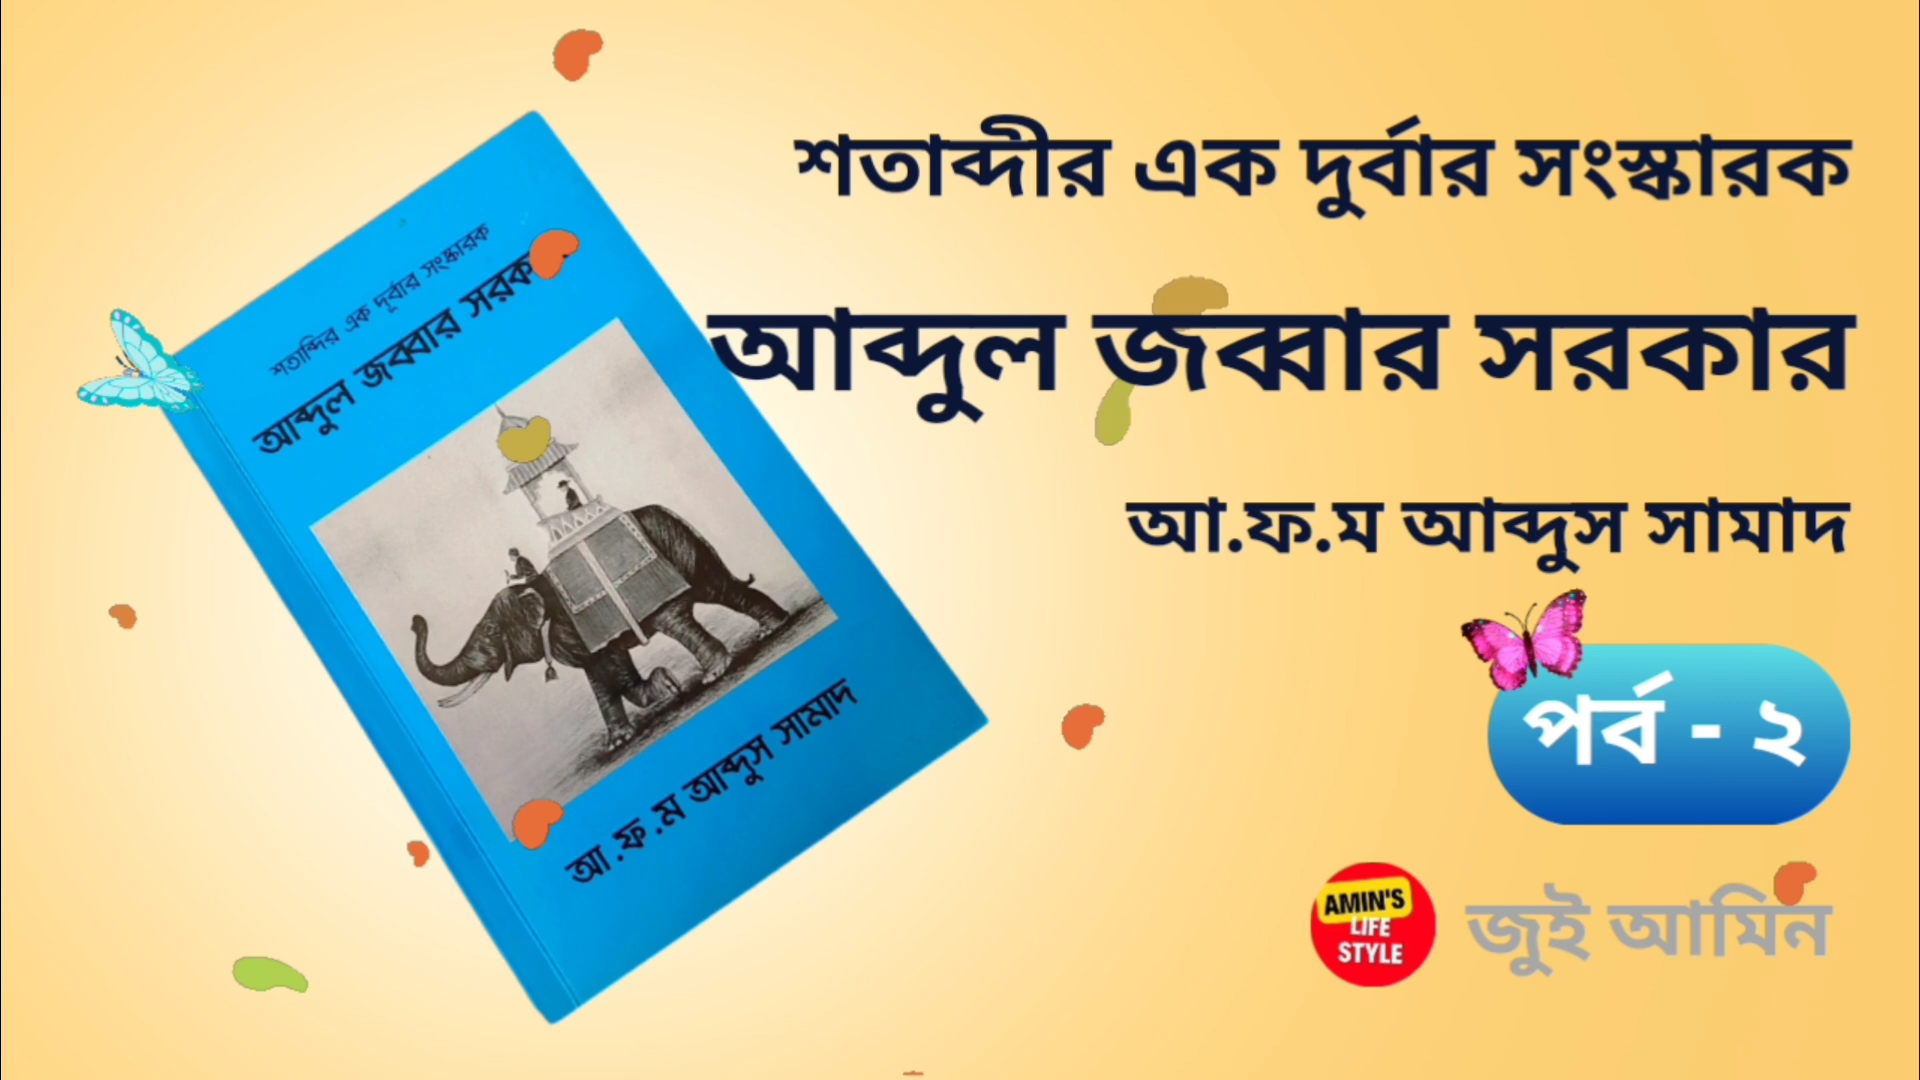 শতাব্দীর এক দুর্বার সংস্কারক
আব্দুল জব্বার সরকার
আ.ফ.ম আব্দুস সামাদ
পর্ব - ২
AMIN'S
LIFE
STYLE
জুই আমিন
শতাব্দির এক দূর্বার সংস্কারক
আব্দুল জব্বার
আ.ফ.ম আব্দুস সামাদ